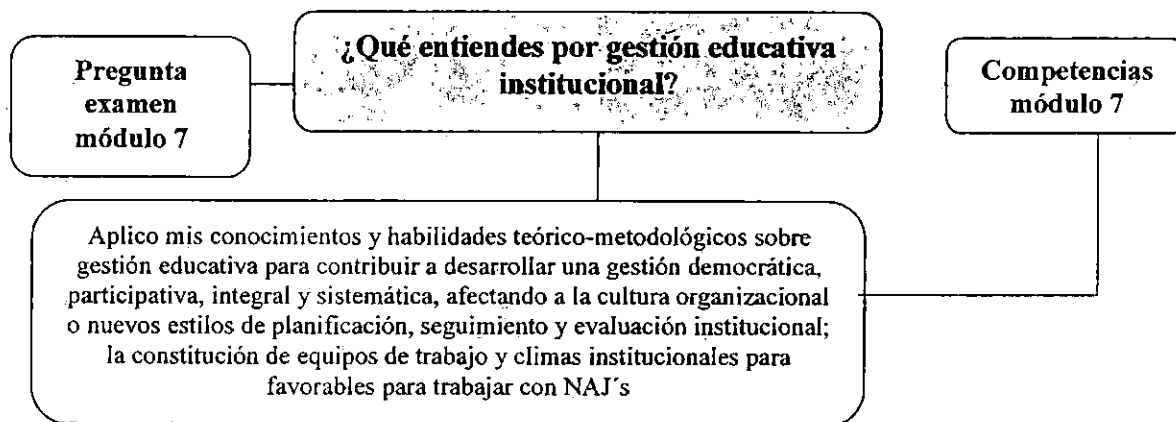 Pregunta
examen
módulo 7
¿Qué entiendes por gestión educativa
institucional?
Competencias
módulo 7
Aplico mis conocimientos y habilidades teórico-metodológicos sobre
gestión educativa para contribuir a desarrollar una gestión democrática,
participativa, integral y sistemática, afectando a la cultura organizacional
o nuevos estilos de planificación, seguimiento y evaluación institucional;
la constitución de equipos de trabajo y climas institucionales para
favorables para trabajar con NAJ´s